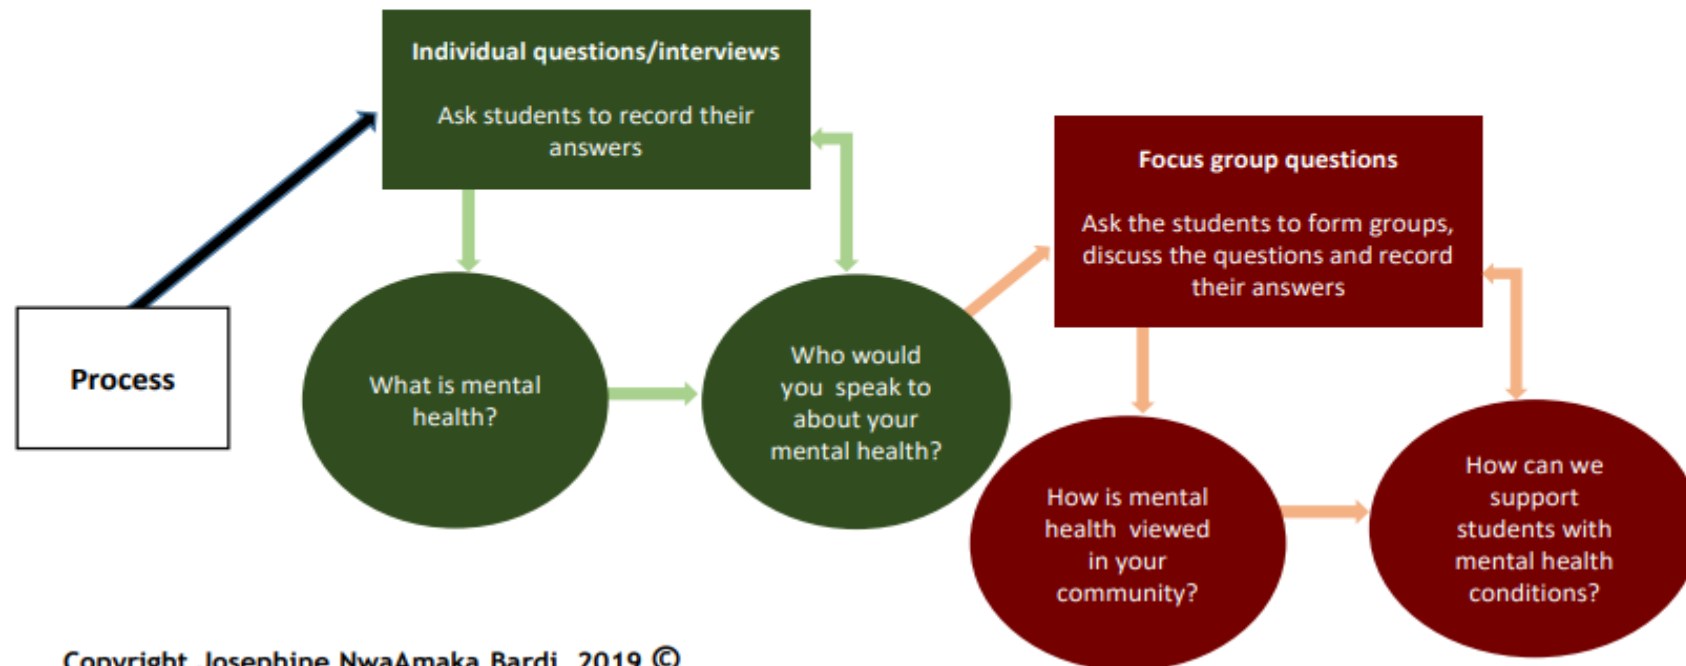 Individual questions/interviews
Ask students to record their
answers
Process
What is mental
health?
Who would
you speak to
about your
mental health?
Focus group questions
Ask the students to form groups,
discuss the questions and record
their answers
How is mental
health viewed
in your
community?
How can we
support
students with
mental health
conditions?
Copyright Josephine NwaAmaka Bardi, 2019 ©